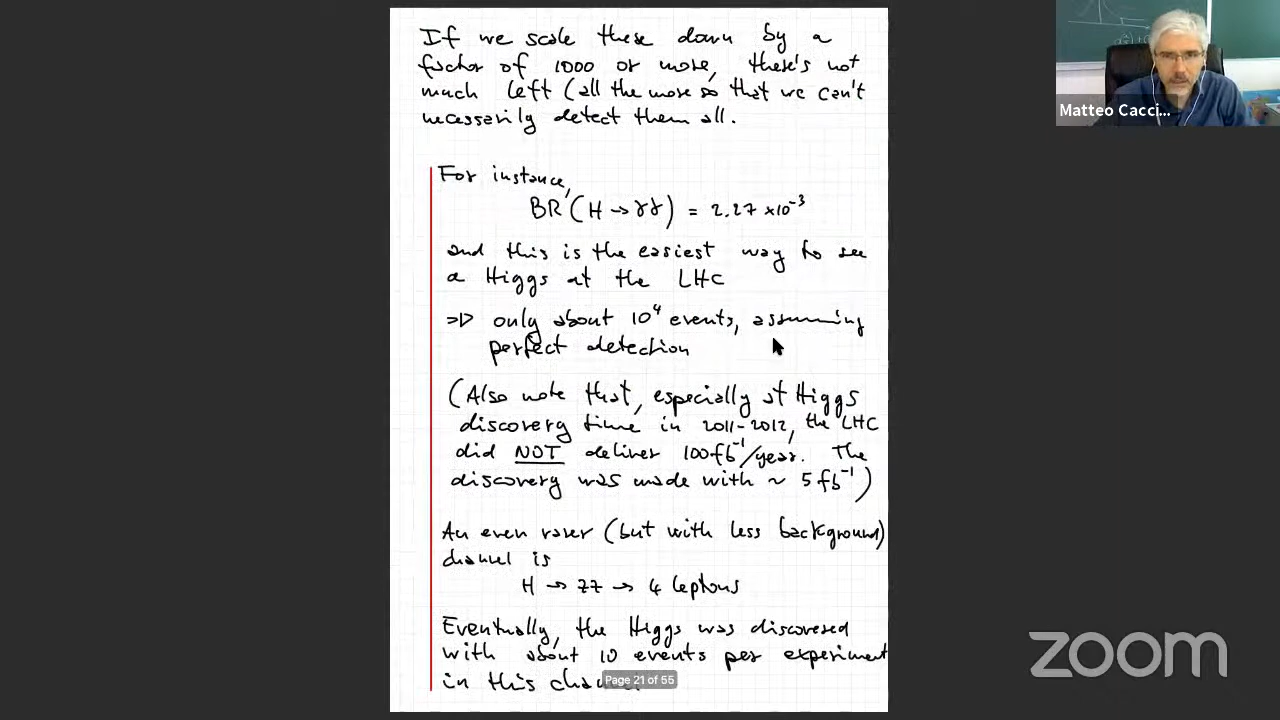 If we scale these down by a
factor of 1000 or more, there's not
much left (all the more so that we can't
necessarily detect them all.
For instance,
BR(H→γγ) = 2.27 × 10⁻³
and this is the easiest way to see
a Higgs at the LHC
⇒ only about 10⁴ events, assuming
perfect detection
(Also note that, especially at Higgs
discovery time in 2011-2012, the LHC
did NOT deliver 100 fb⁻¹/year. The
discovery was made with ~ 5 fb⁻¹)
An even rarer (but with less background)
channel is
H → ZZ → 4 leptons
Eventually, the Higgs was discovered
with about 10 events per experiment
in this
Page 21 of 55
Matteo Cacci...
zoom